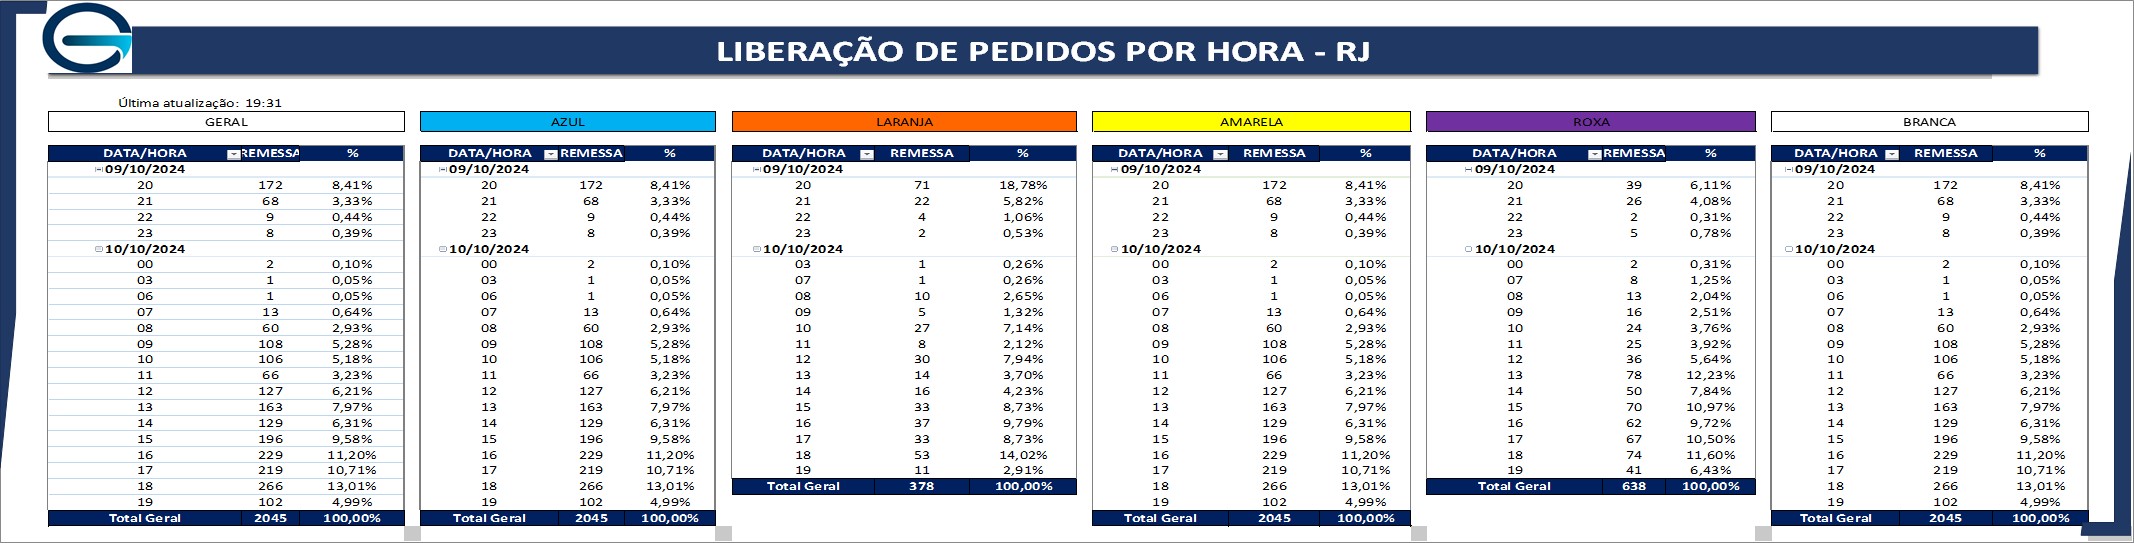 LIBERAÇÃO DE PEDIDOS POR HORA - RJ
Última atualização: 19:31
GERAL
DATA/HORA REMESSA %
09/10/2024
20 172 8,41%
21 68 3,33%
22 9 0,44%
23 8 0,39%
10/10/2024
00 2 0,10%
03 1 0,05%
06 1 0,05%
07 13 0,64%
08 60 2,93%
09 108 5,28%
10 106 5,18%
11 66 3,23%
12 127 6,21%
13 163 7,97%
14 129 6,31%
15 196 9,58%
16 229 11,20%
17 219 10,71%
18 266 13,01%
19 102 4,99%
Total Geral 2045 100,00%
AZUL
DATA/HORA REMESSA %
09/10/2024
20 172 8,41%
21 68 3,33%
22 9 0,44%
23 8 0,39%
10/10/2024
00 2 0,10%
03 1 0,05%
06 1 0,05%
07 13 0,64%
08 60 2,93%
09 108 5,28%
10 106 5,18%
11 66 3,23%
12 127 6,21%
13 163 7,97%
14 129 6,31%
15 196 9,58%
16 229 11,20%
17 219 10,71%
18 266 13,01%
19 102 4,99%
Total Geral 2045 100,00%
LARANJA
DATA/HORA REMESSA %
09/10/2024
20 71 18,78%
21 22 5,82%
22 4 1,06%
23 2 0,53%
10/10/2024
03 1 0,26%
07 1 0,26%
08 10 2,65%
09 5 1,32%
10 27 7,14%
11 8 2,12%
12 30 7,94%
13 14 3,70%
14 16 4,23%
15 33 8,73%
16 37 9,79%
17 33 8,73%
18 53 14,02%
19 11 2,91%
Total Geral 378 100,00%
AMARELA
DATA/HORA REMESSA %
09/10/2024
20 172 8,41%
21 68 3,33%
22 9 0,44%
23 8 0,39%
10/10/2024
00 2 0,10%
03 1 0,05%
06 1 0,05%
07 13 0,64%
08 60 2,93%
09 108 5,28%
10 106 5,18%
11 66 3,23%
12 127 6,21%
13 163 7,97%
14 129 6,31%
15 196 9,58%
16 229 11,20%
17 219 10,71%
18 266 13,01%
19 102 4,99%
Total Geral 2045 100,00%
ROXA
DATA/HORA REMESSA %
09/10/2024
20 39 6,11%
21 26 4,08%
22 2 0,31%
23 5 0,78%
10/10/2024
00 2 0,31%
07 8 1,25%
08 13 2,04%
09 16 2,51%
10 24 3,76%
11 25 3,92%
12 36 5,64%
13 78 12,23%
14 50 7,84%
15 70 10,97%
16 62 9,72%
17 67 10,50%
18 74 11,60%
19 41 6,43%
Total Geral 638 100,00%
BRANCA
DATA/HORA REMESSA %
09/10/2024
20 172 8,41%
21 68 3,33%
22 9 0,44%
23 8 0,39%
10/10/2024
00 2 0,10%
03 1 0,05%
06 1 0,05%
07 13 0,64%
08 60 2,93%
09 108 5,28%
10 106 5,18%
11 66 3,23%
12 127 6,21%
13 163 7,97%
14 129 6,31%
15 196 9,58%
16 229 11,20%
17 219 10,71%
18 266 13,01%
19 102 4,99%
Total Geral 2045 100,00%